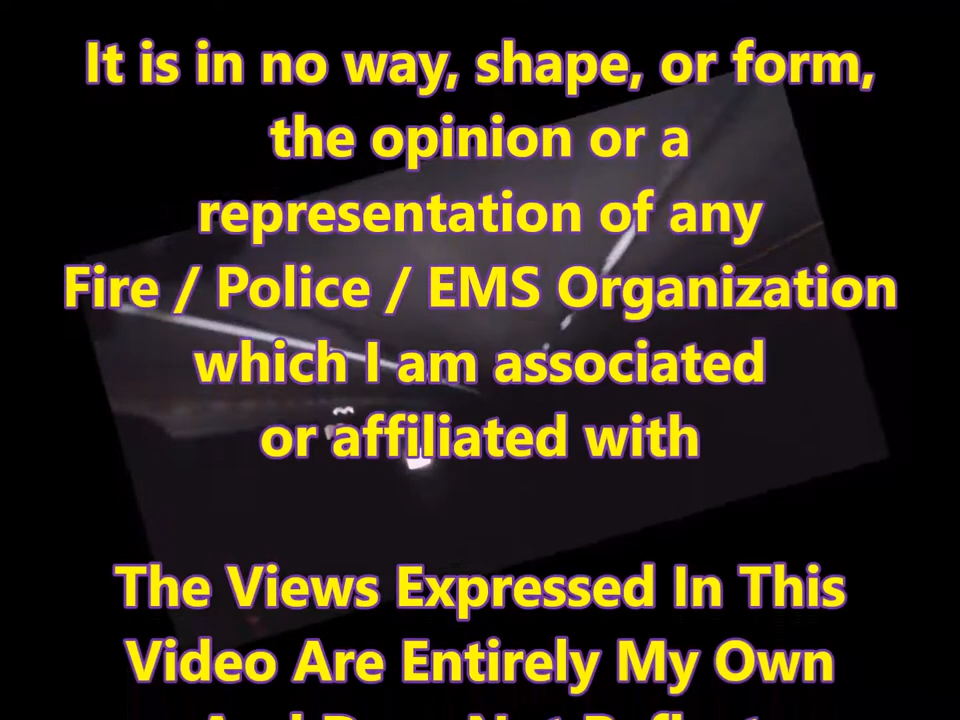 It is in no way, shape, or form,
the opinion or a
representation of any
Fire / Police / EMS Organization
which I am associated
or affiliated with
The Views Expressed In This
Video Are Entirely My Own